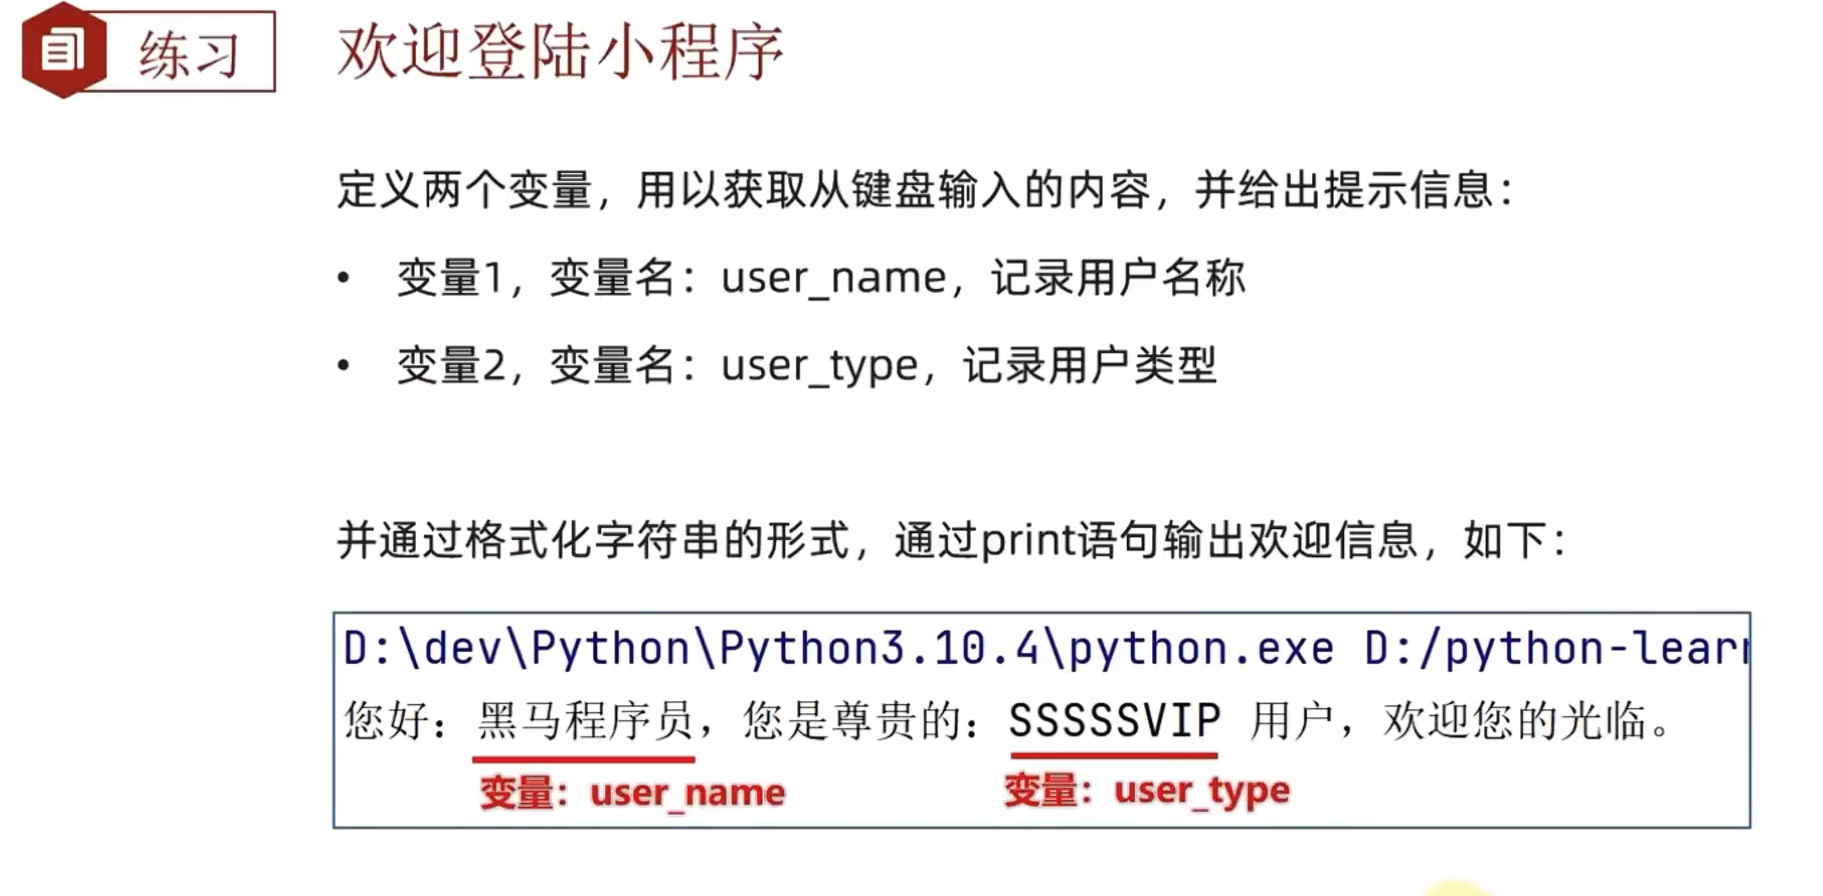 练习
欢迎登陆小程序
定义两个变量，用以获取从键盘输入的内容，并给出提示信息：
• 变量1，变量名：user_name，记录用户名称
• 变量2，变量名：user_type，记录用户类型
并通过格式化字符串的形式，通过print语句输出欢迎信息，如下：
D:\dev\Python\Python3.10.4\python.exe D:/python-lear
您好：黑马程序员，您是尊贵的：SSSSSVIP 用户，欢迎您的光临。
变量：user_name 变量：user_type